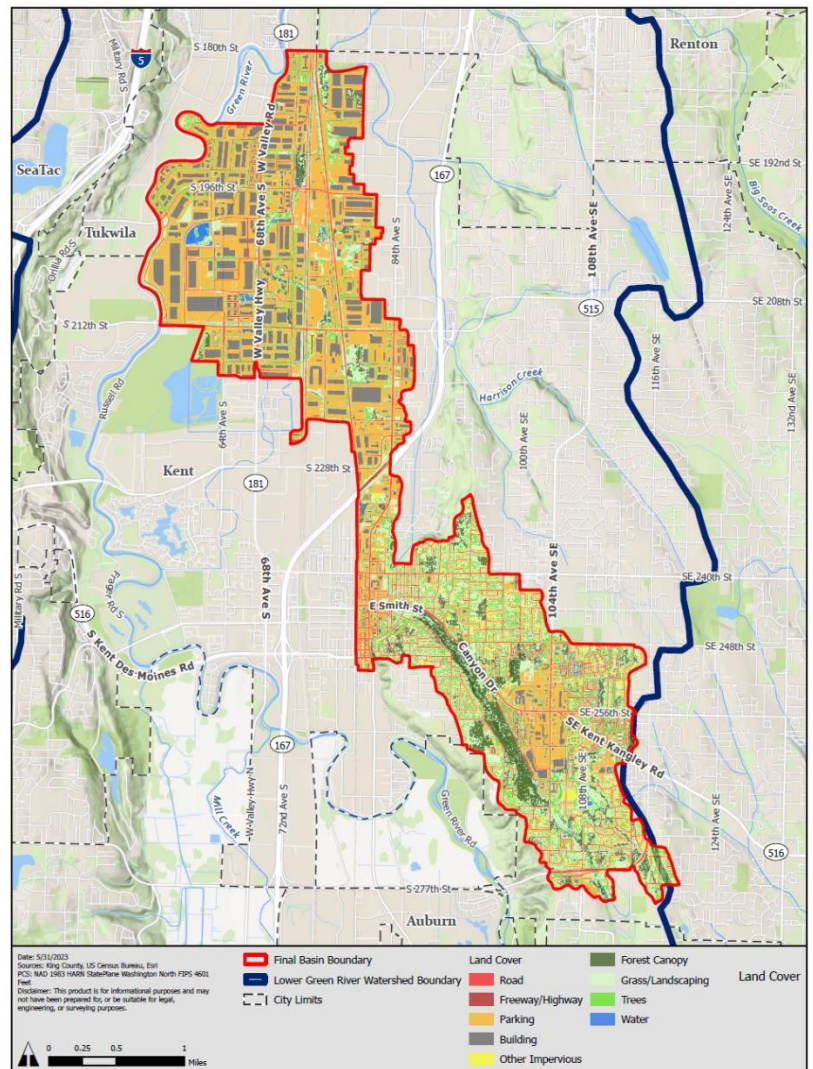 181
S 180th St
Renton
Military Rd S
5
Green River
W Valley Rd
SE 192nd St
SeaTac
167
S 196th St
68th Ave S
84th Ave S
108th Ave SE
124th Ave SE
Big Soos Creek
Tukwila
Orillia Rd S
W Valley Hwy
515
SE 208th St
S 212th St
116th Ave SE
Russell Rd
64th Ave S
Harrison Creek
132nd Ave SE
100th Ave SE
Kent
S 228th St
181
68th Ave S
104th Ave SE
SE 240th St
Military Rd S
Frager Rd S
516
E Smith St
S Kent Des Moines Rd
Canyon Dr
SE 248th St
SE 256th St
SE Kent Kangley Rd
167
108th Ave SE
Mill Creek
W Valley Hwy N
72nd Ave S
Green River Rd
124th Ave SE
516
S 277th St
Auburn
Date: 5/31/2023
Sources: King County, US Census Bureau, Esri
PCS: NAD 1983 HARN StatePlane Washington North FIPS 4601
Feet
Disclaimer: This product is for informational purposes and may
not have been prepared for, or be suitable for legal,
engineering, or surveying purposes.
0 0.25 0.5 1
Miles
Final Basin Boundary
Lower Green River Watershed Boundary
City Limits
Land Cover
Road
Freeway/Highway
Parking
Building
Other Impervious
Forest Canopy
Grass/Landscaping
Trees
Water
Land Cover